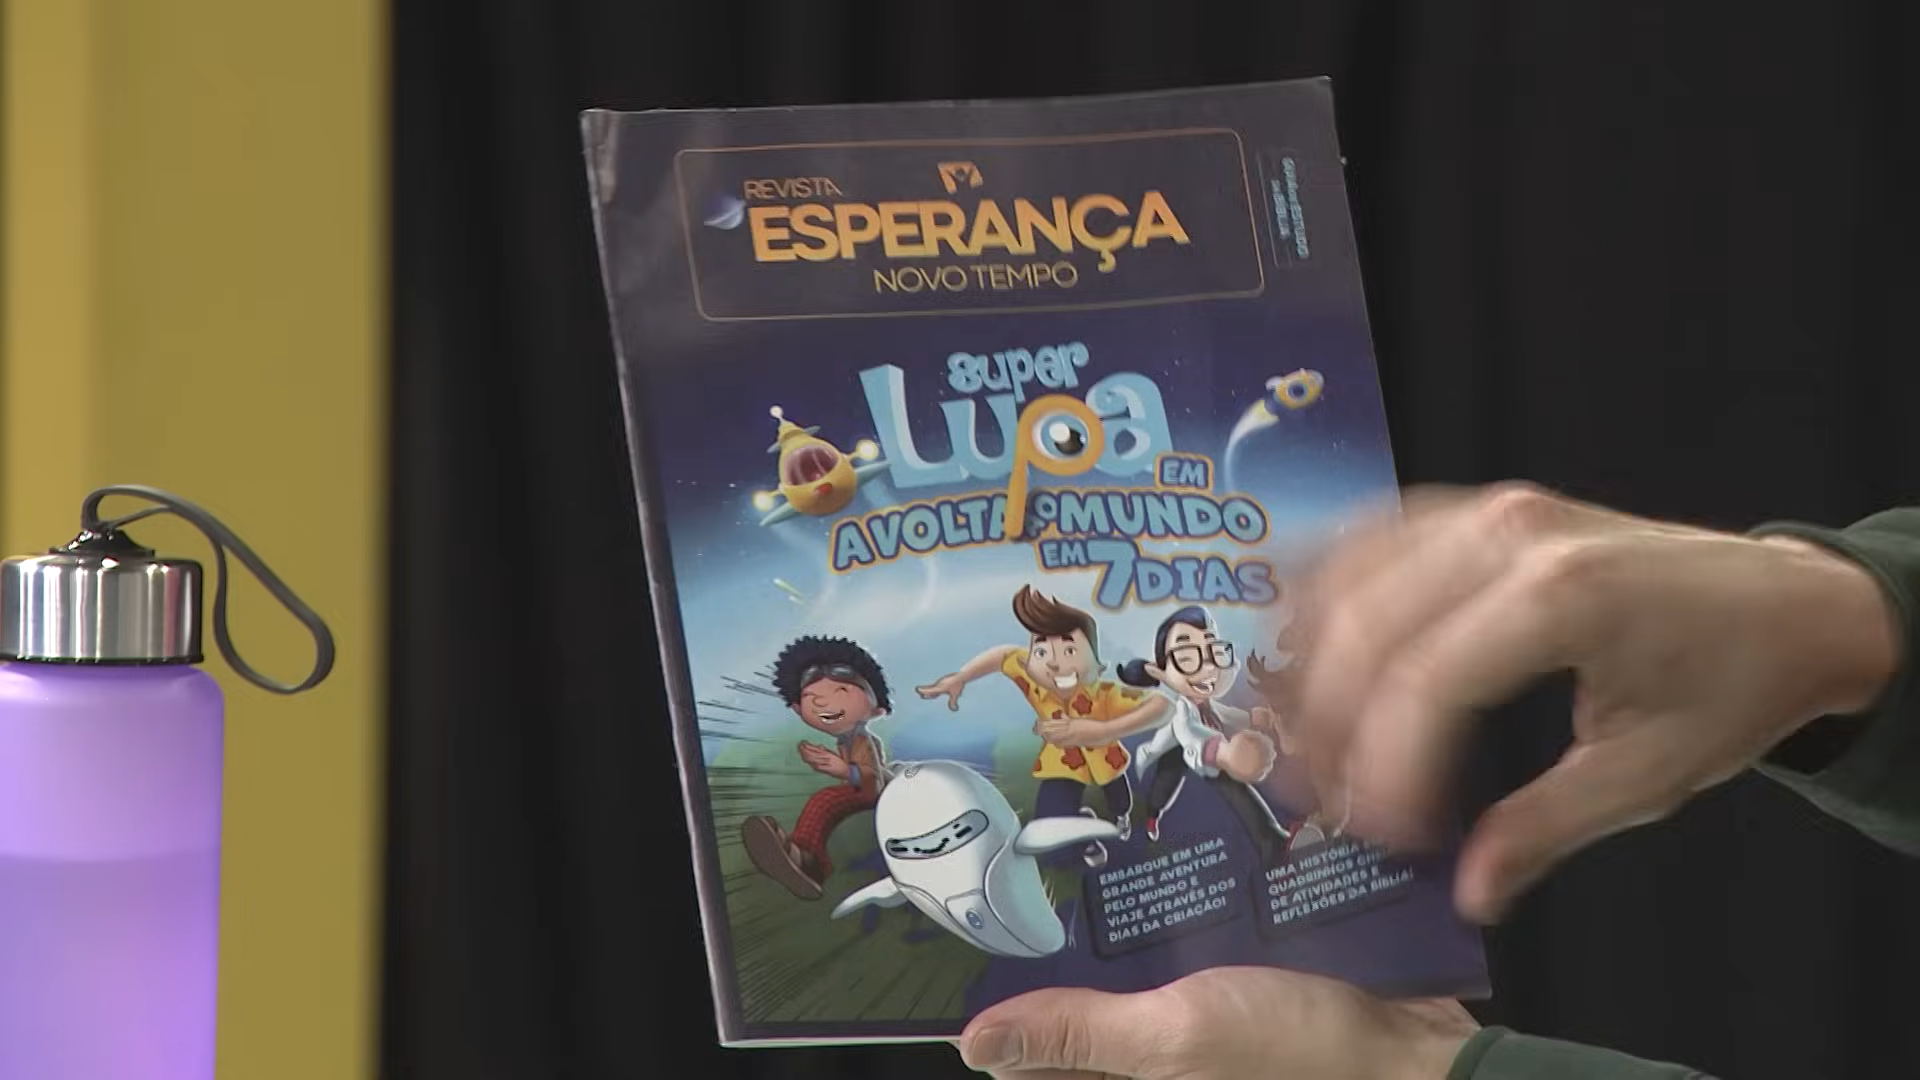 REVISTA
ESPERANÇA
NOVO TEMPO
super
Lupa
EM
A VOLTA AO MUNDO
EM 7 DIAS
EMBARQUE EM UMA
GRANDE AVENTURA
PELO MUNDO E
VIAJE ATRAVÉS DOS
DIAS DA CRIAÇÃO!
UMA HISTÓRIA
QUADRINHOS
DE ATIVIDADES E
REFLEXÕES DA BÍBLIA!